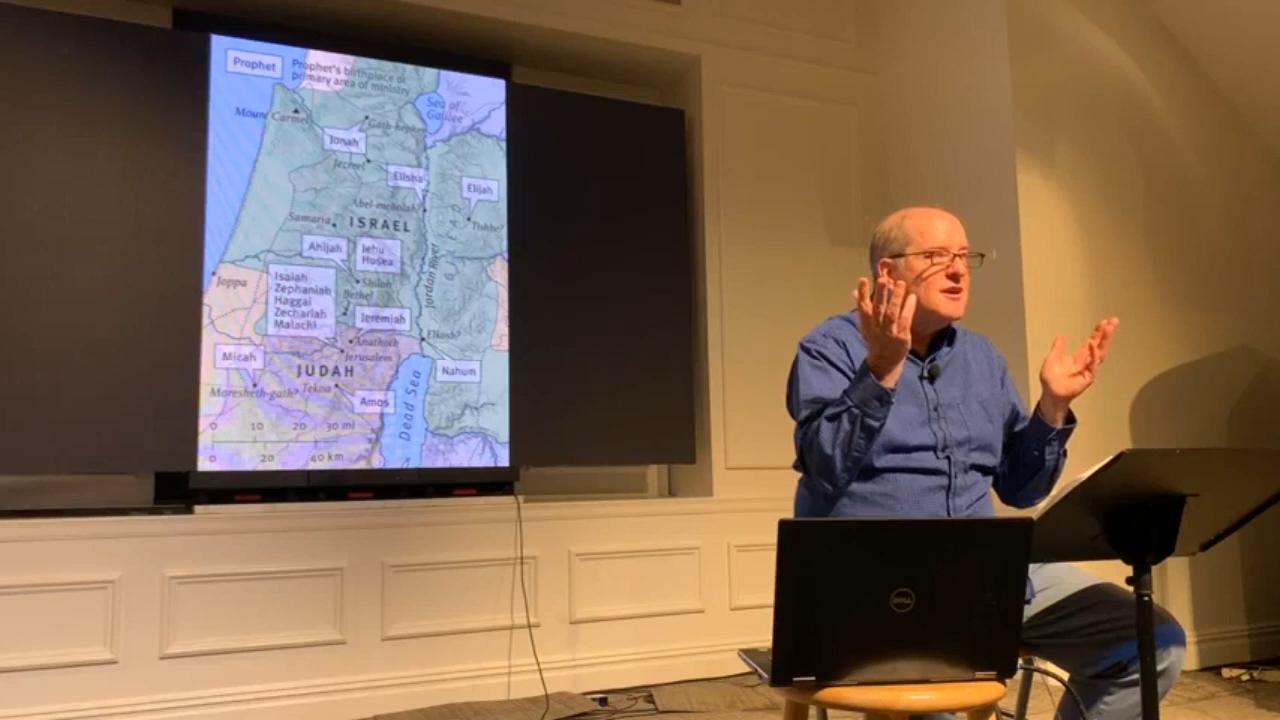 Prophet
Prophet's birthplace or
primary area of ministry
Sea of
Galilee
Mount Carmel
Gath-hepher
Jonah
Jezreel
Elisha
Elijah
Abel-meholah?
Samaria
ISRAEL
Tishbe?
GILEAD
Ahijah
Jehu
Hosea
Jordan River
Joppa
Isaiah
Zephaniah
Haggai
Zechariah
Malachi
Shiloh
Bethel
Jeremiah
Anathoth
Elkosh?
Jerusalem
Micah
JUDAH
Nahum
Moresheth-gath?
Tekoa
Amos
Dead Sea
0 10 20 30 mi
0 20 40 km
DELL